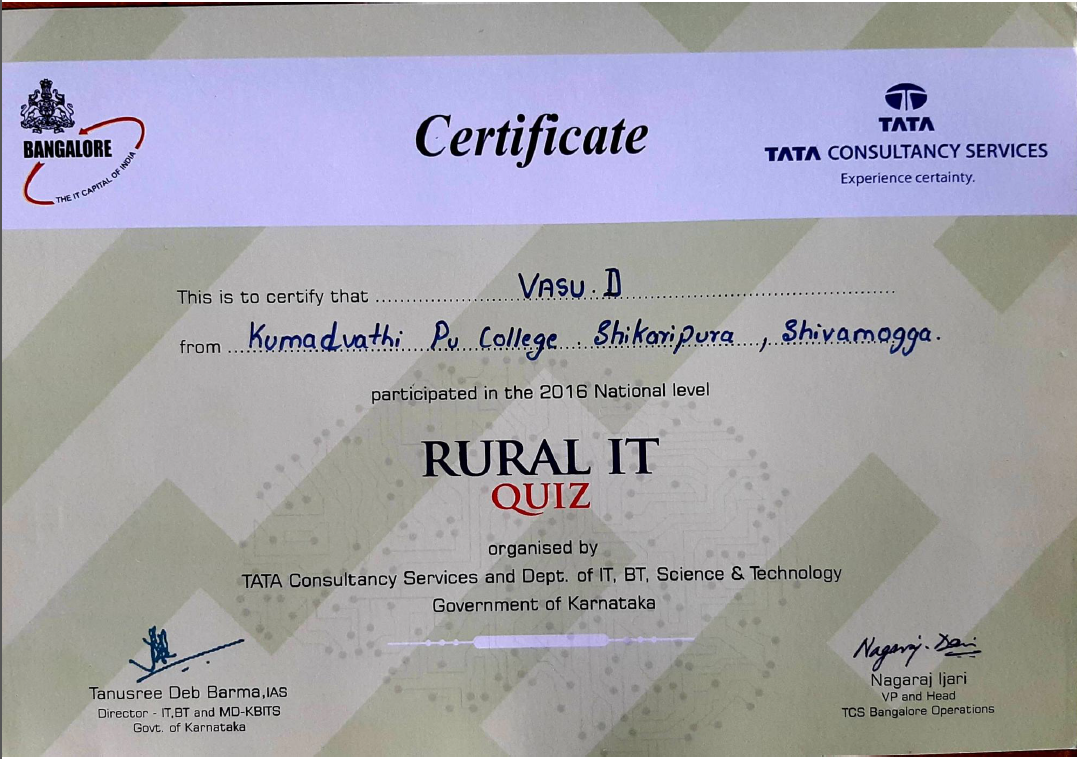 BANGALORE
THE IT CAPITAL OF INDIA
Certificate
TATA
TATA CONSULTANCY SERVICES
Experience certainty.
This is to certify that ........ VASU. D ........
from Kumadvathi Pu College. Shikaripura, Shivamogga.
participated in the 2016 National level
RURAL IT
QUIZ
organised by
TATA Consultancy Services and Dept. of IT, BT, Science & Technology
Government of Karnataka
Tanusree Deb Barma,IAS
Director - IT,BT and MD-KBITS
Govt. of Karnataka
Nagaraj Ijari
VP and Head
TCS Bangalore Operations